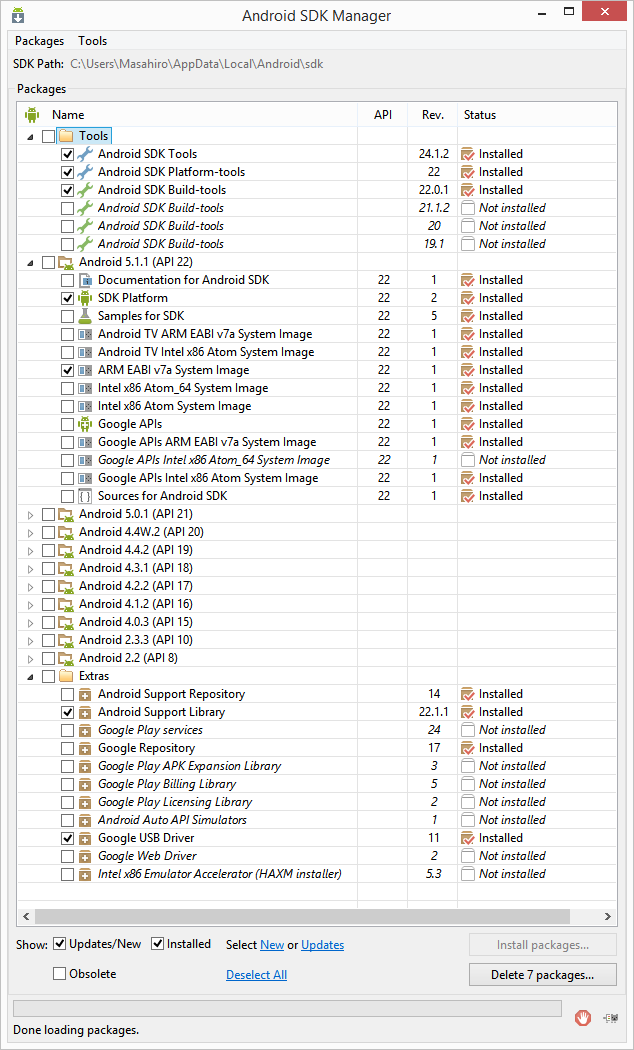 Android SDK Manager
Packages Tools
SDK Path: C:\Users\Masahiro\AppData\Local\Android\sdk
Packages
Name API Rev. Status
Tools
Android SDK Tools 24.1.2 Installed
Android SDK Platform-tools 22 Installed
Android SDK Build-tools 22.0.1 Installed
Android SDK Build-tools 21.1.2 Not installed
Android SDK Build-tools 20 Not installed
Android SDK Build-tools 19.1 Not installed
Android 5.1.1 (API 22)
Documentation for Android SDK 22 1 Installed
SDK Platform 22 2 Installed
Samples for SDK 22 5 Installed
Android TV ARM EABI v7a System Image 22 1 Installed
Android TV Intel x86 Atom System Image 22 1 Installed
ARM EABI v7a System Image 22 1 Installed
Intel x86 Atom_64 System Image 22 1 Installed
Intel x86 Atom System Image 22 1 Installed
Google APIs 22 1 Installed
Google APIs ARM EABI v7a System Image 22 1 Installed
Google APIs Intel x86 Atom_64 System Image 22 1 Not installed
Google APIs Intel x86 Atom System Image 22 1 Installed
Sources for Android SDK 22 1 Installed
Android 5.0.1 (API 21)
Android 4.4W.2 (API 20)
Android 4.4.2 (API 19)
Android 4.3.1 (API 18)
Android 4.2.2 (API 17)
Android 4.1.2 (API 16)
Android 4.0.3 (API 15)
Android 2.3.3 (API 10)
Android 2.2 (API 8)
Extras
Android Support Repository 14 Installed
Android Support Library 22.1.1 Installed
Google Play services 24 Not installed
Google Repository 17 Installed
Google Play APK Expansion Library 3 Not installed
Google Play Billing Library 5 Not installed
Google Play Licensing Library 2 Not installed
Android Auto API Simulators 1 Not installed
Google USB Driver 11 Installed
Google Web Driver 2 Not installed
Intel x86 Emulator Accelerator (HAXM installer) 5.3 Not installed
Show: Updates/New Installed Select New or Updates Install packages...
Obsolete Deselect All Delete 7 packages...
Done loading packages.